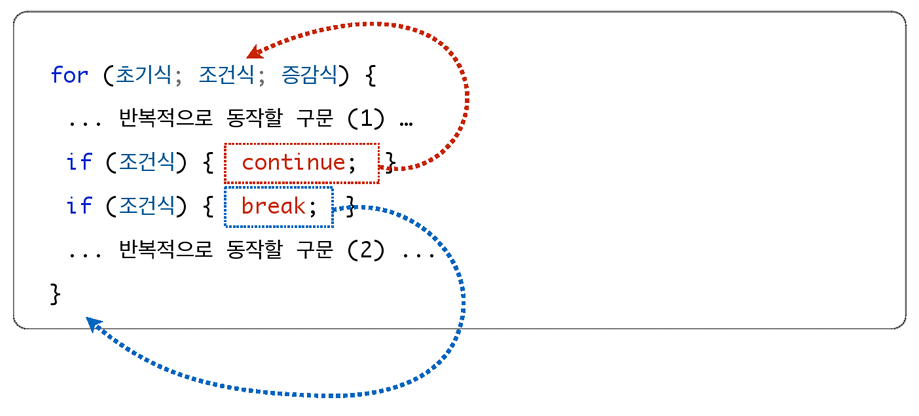 for (초기식; 조건식; 증감식) {
... 반복적으로 동작할 구문 (1) …
if (조건식) { continue; }
if (조건식) { break; }
... 반복적으로 동작할 구문 (2) ...
}